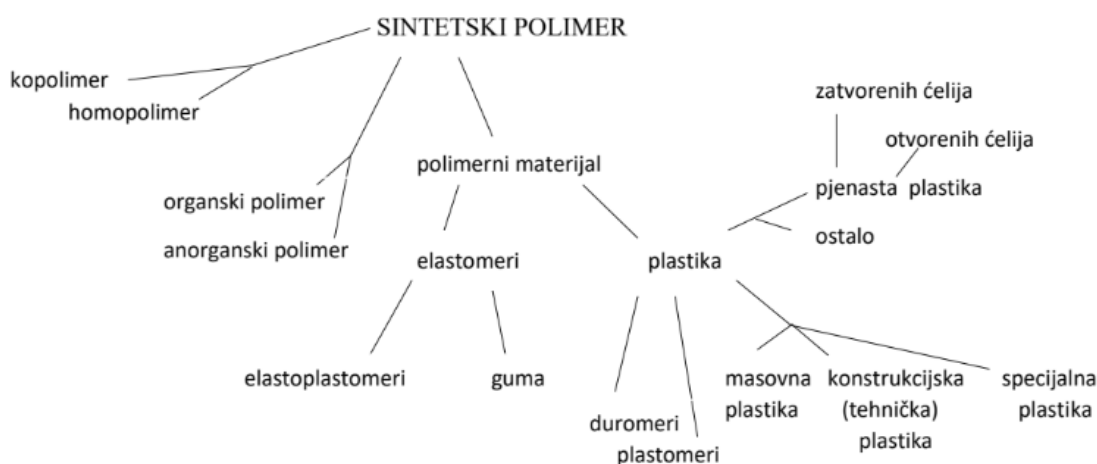 SINTETSKI POLIMER
kopolimer
homopolimer
zatvorenih ćelija
otvorenih ćelija
polimerni materijal
pjenasta plastika
organski polimer
anorganski polimer
ostalo
elastomeri
plastika
elastoplastomeri
guma
masovna
plastika
konstrukcijska
(tehnička)
plastika
specijalna
plastika
duromeri
plastomeri